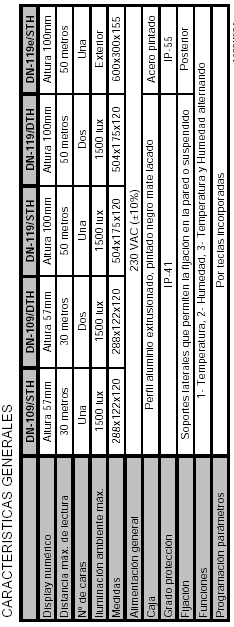 CARACTERISTICAS GENERALES
DN-109/STH DN-109/DTH DN-119/STH DN-119/DTH DN-119e/STH
Display numérico Altura 57mm Altura 57mm Altura 100mm Altura 100mm Altura 100mm
Distancia máx. de lectura 30 metros 30 metros 50 metros 50 metros 50 metros
Nº de caras Una Dos Una Dos Una
Iluminación ambiente máx. 1500 lux 1500 lux 1500 lux 1500 lux Exterior
Medidas 288x122x120 288x122x120 504x175x120 504x175x120 600x300x155
Alimentación general 230 VAC (±10%)
Caja Perfil aluminio extrusionado, pintado negro mate lacado Acero pintado
Grado protección IP-41 IP-55
Fijación Soportes laterales que permiten la fijación en la pared o suspendido Posterior
Funciones 1- Temperatura, 2- Humedad, 3- Temperatura y Humedad alternando
Programación parámetros Por teclas incorporadas